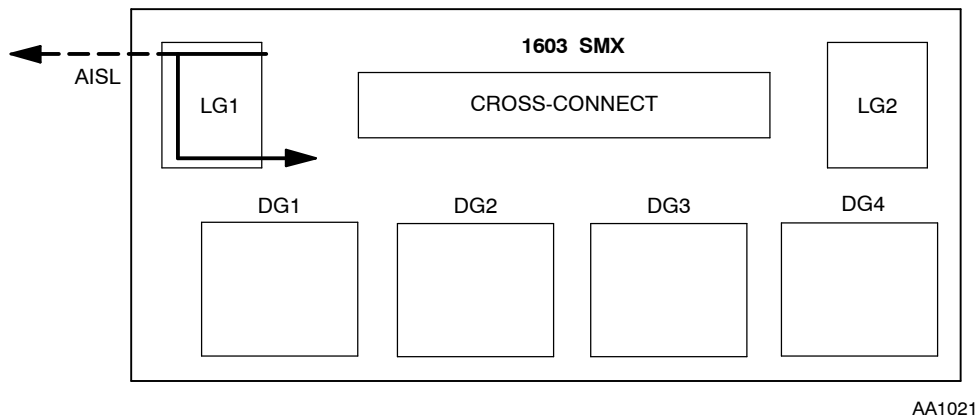 1603 SMX
AISL
LG1
CROSS-CONNECT
LG2
DG1
DG2
DG3
DG4
AA1021